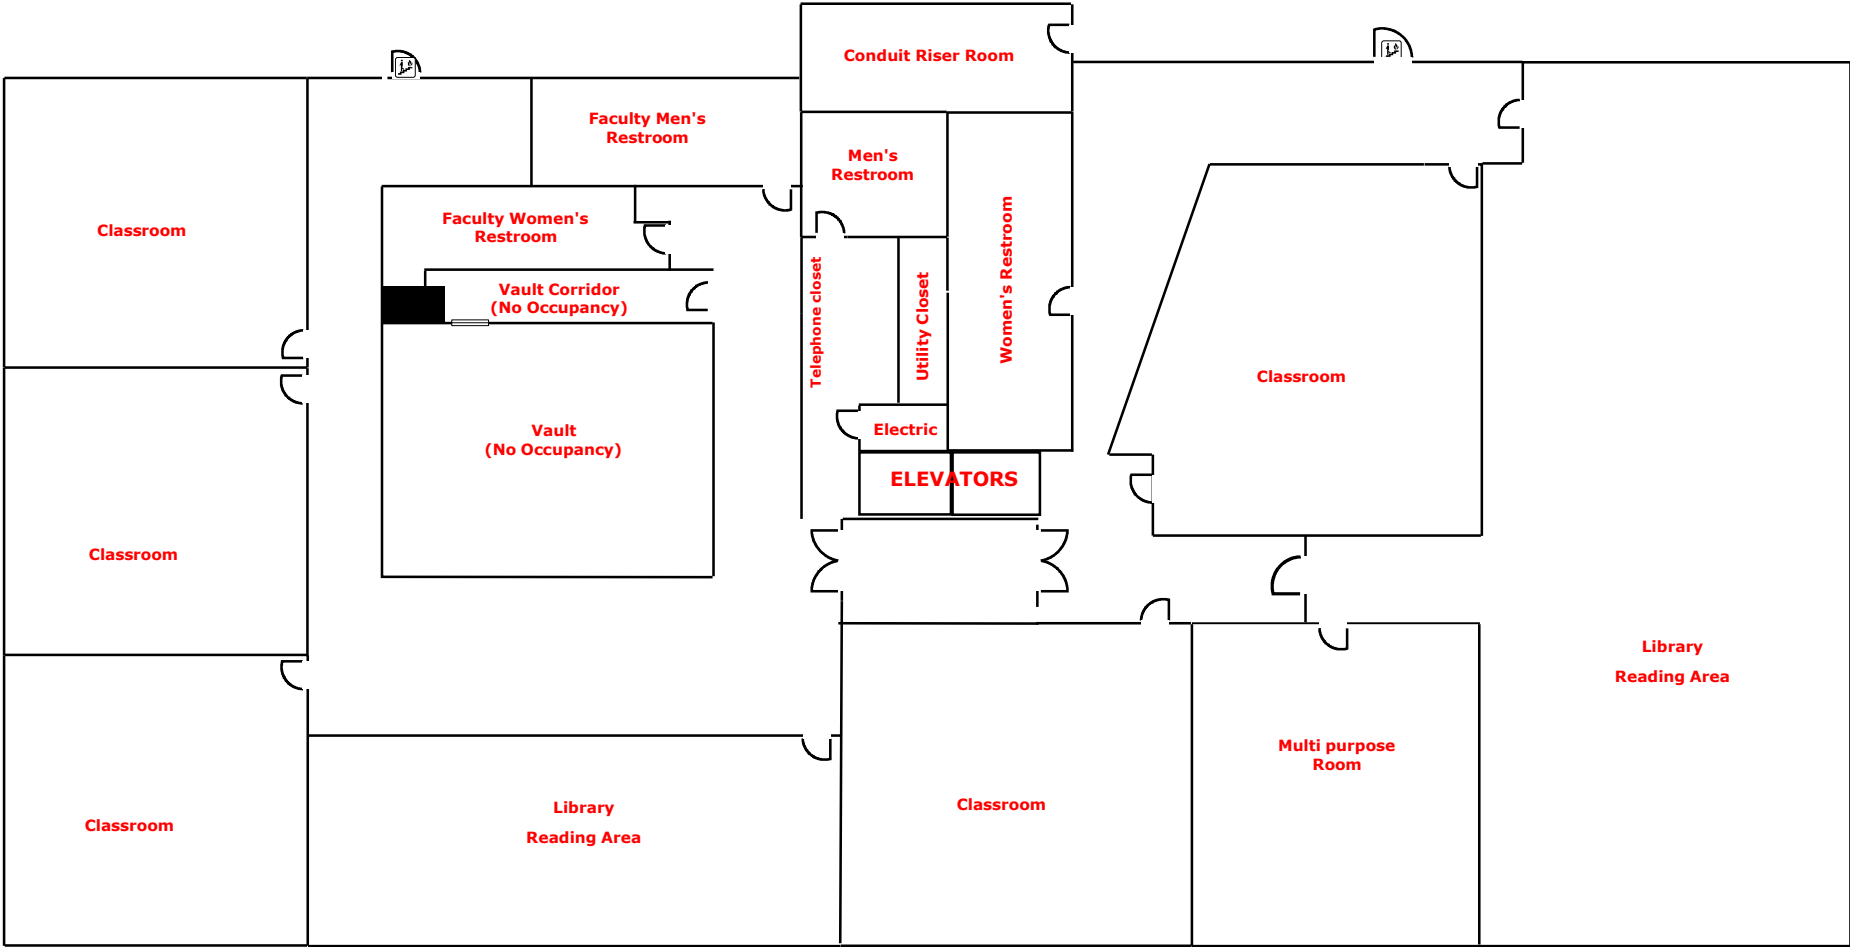 Conduit Riser Room
Faculty Men's
Restroom
Men's
Restroom
Classroom
Faculty Women's
Restroom
Women's Restroom
Vault Corridor
(No Occupancy)
Telephone closet
Utility Closet
Classroom
Vault
(No Occupancy)
Electric
ELEVATORS
Classroom
Library
Reading Area
Multi purpose
Room
Classroom
Library
Reading Area
Classroom